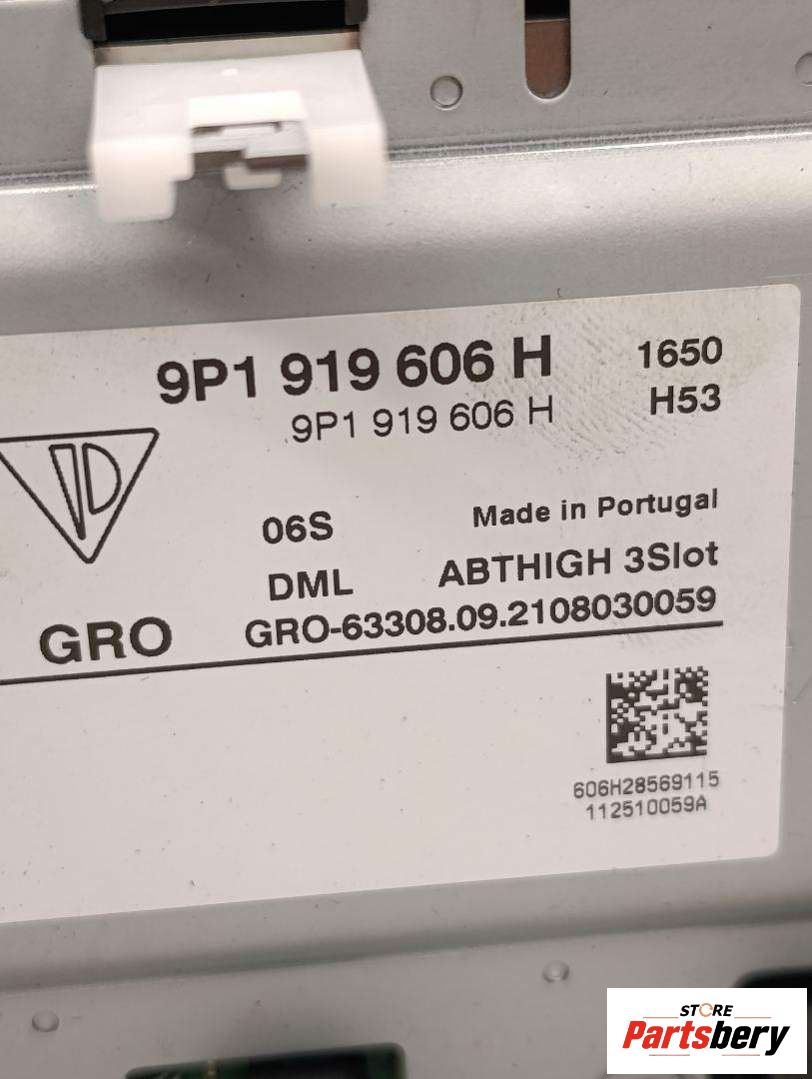 9P1 919 606 H 1650
9P1 919 606 H H53
06S Made in Portugal
DML ABTHIGH 3Slot
GRO GRO-63308.09.2108030059
606H28569115
112510059A
STORE
Partsbery